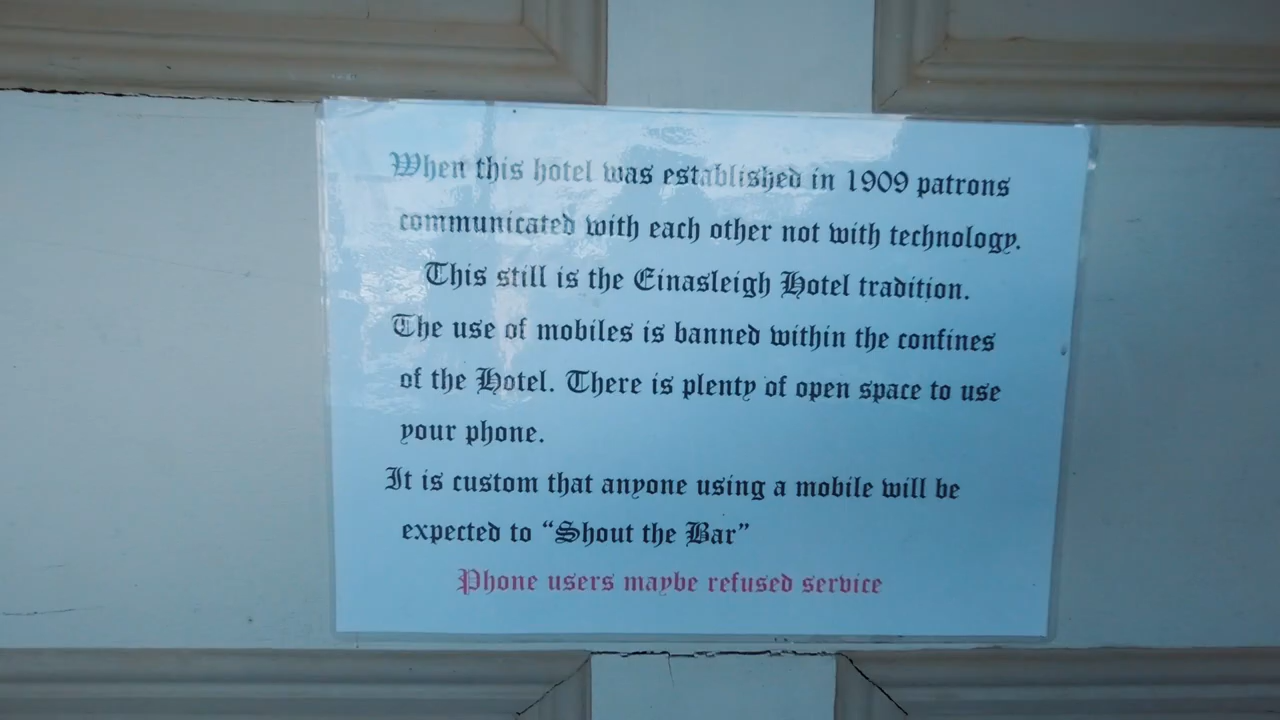 When this hotel was established in 1909 patrons
communicated with each other not with technology.
This still is the Einasleigh Hotel tradition.
The use of mobiles is banned within the confines
of the Hotel. There is plenty of open space to use
your phone.
It is custom that anyone using a mobile will be
expected to “Shout the Bar”
Phone users maybe refused service